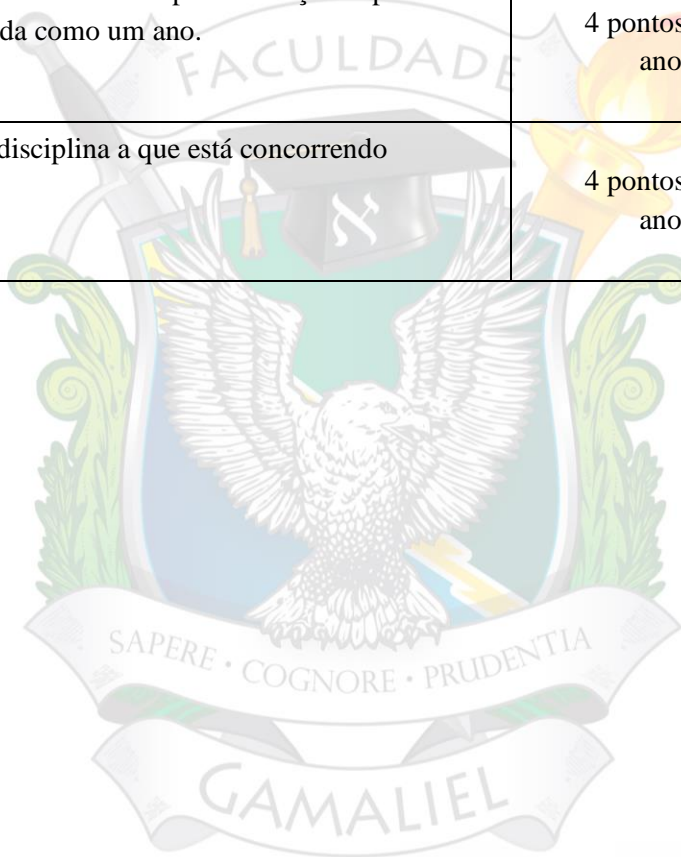 da como um ano.
4 pontos
ano
FACULDADE
disciplina a que está concorrendo
4 pontos
ano
א
SAPERE • COGNORE • PRUDENTIA
GAMALIEL